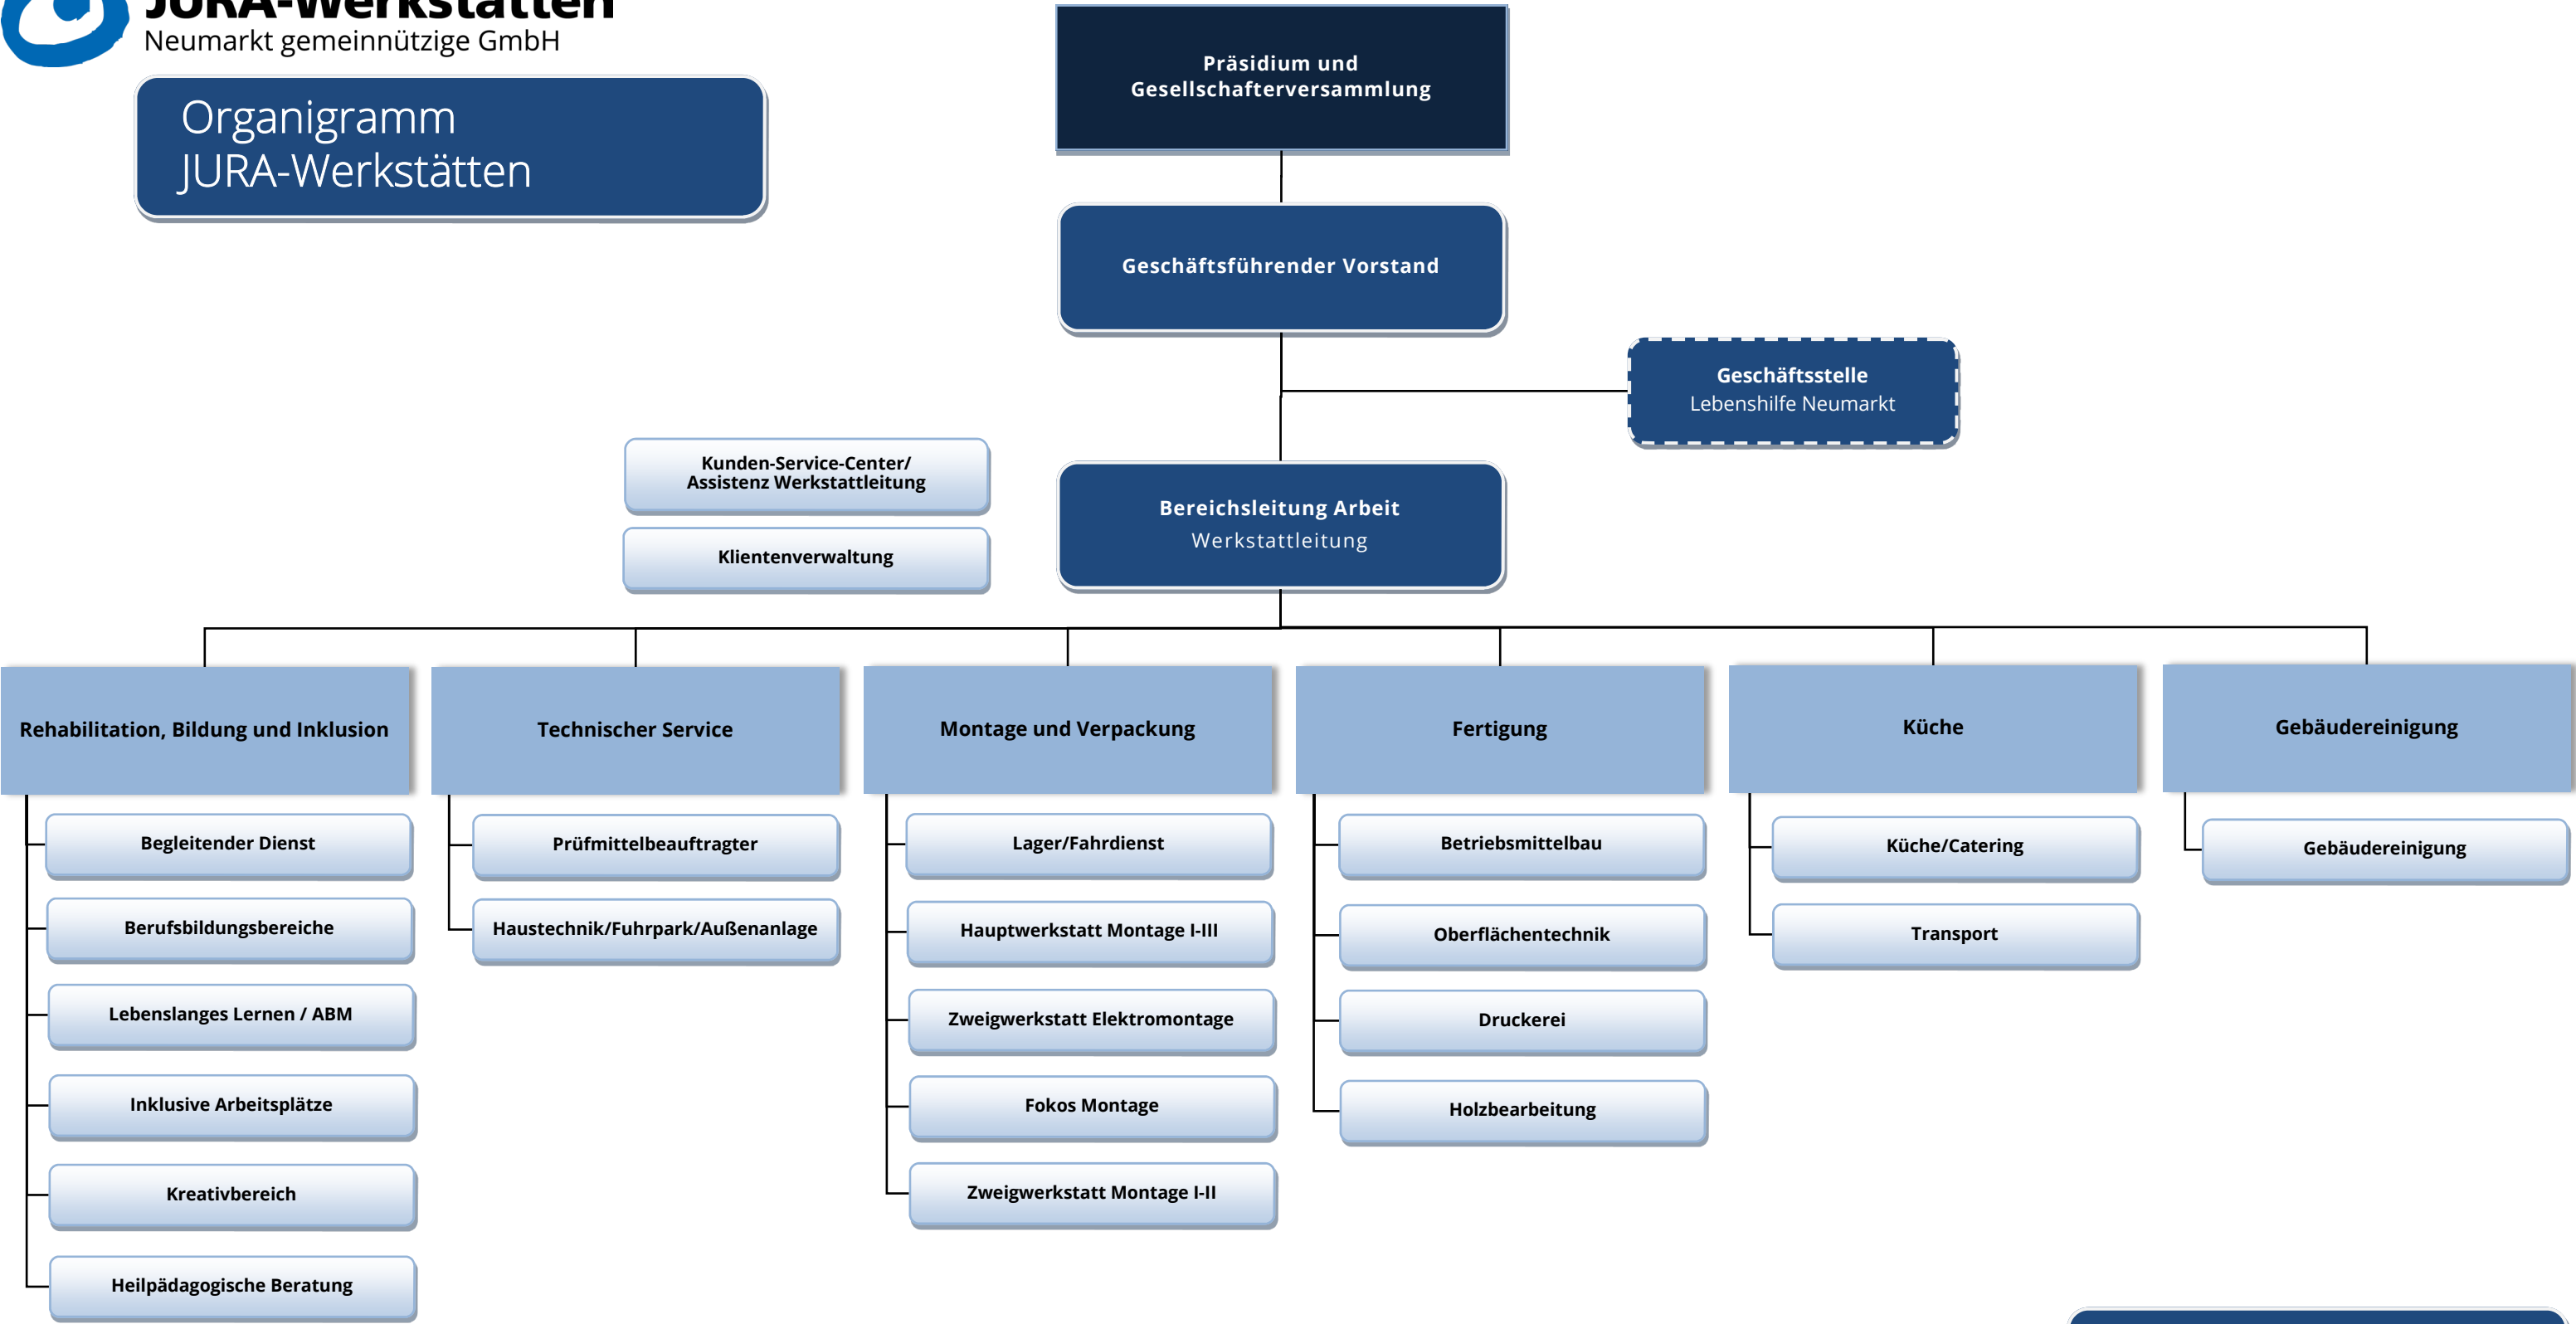 JURA-Werkstätten
Neumarkt gemeinnützige GmbH
Organigramm
JURA-Werkstätten
Präsidium und
Gesellschafterversammlung
Geschäftsführender Vorstand
Geschäftsstelle
Lebenshilfe Neumarkt
Kunden-Service-Center/
Assistenz Werkstattleitung
Klientenverwaltung
Bereichsleitung Arbeit
Werkstattleitung
Rehabilitation, Bildung und Inklusion
Begleitender Dienst
Berufsbildungsbereiche
Lebenslanges Lernen / ABM
Inklusive Arbeitsplätze
Kreativbereich
Heilpädagogische Beratung
Technischer Service
Prüfmittelbeauftragter
Haustechnik/Fuhrpark/Außenanlage
Montage und Verpackung
Lager/Fahrdienst
Hauptwerkstatt Montage I-III
Zweigwerkstatt Elektromontage
Fokos Montage
Zweigwerkstatt Montage I-II
Fertigung
Betriebsmittelbau
Oberflächentechnik
Druckerei
Holzbearbeitung
Küche
Küche/Catering
Transport
Gebäudereinigung
Gebäudereinigung